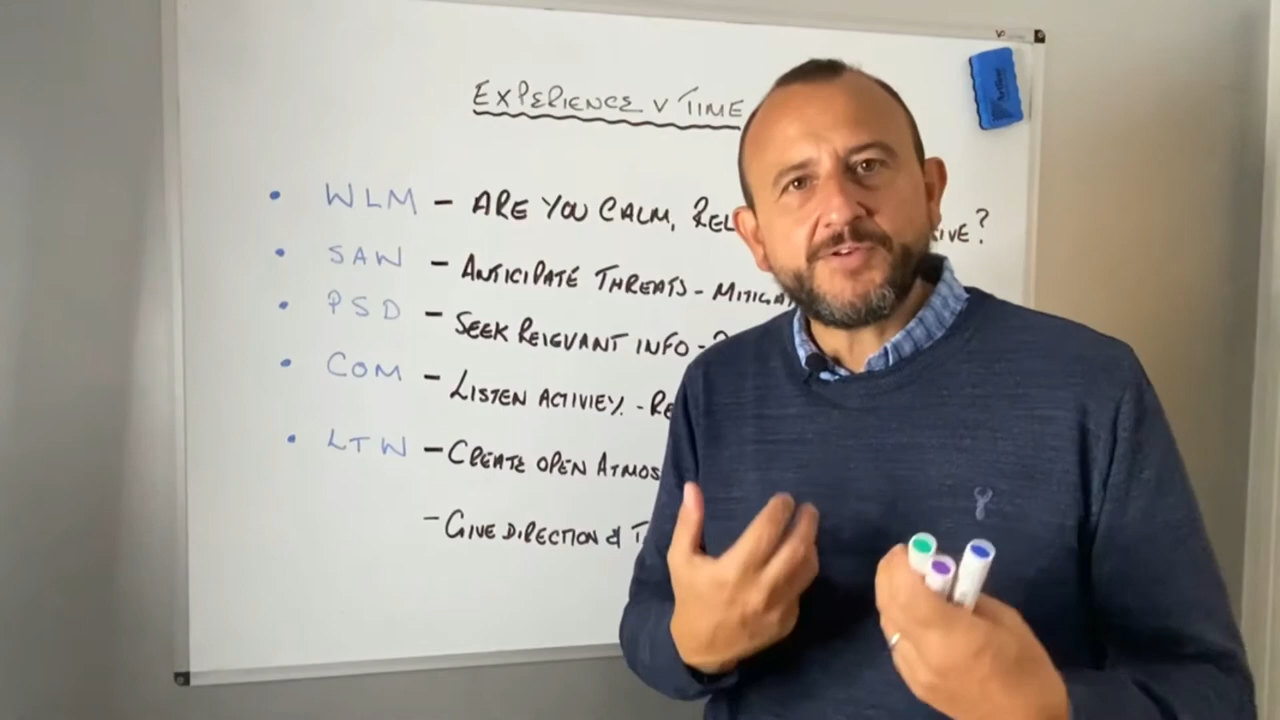 EXPERIENCE V TIME
• WLM – ARE YOU CALM, REL IVE?
• SAW – ANTICIPATE THREATS - MITIGA
• PSD – SEEK RELEVANT INFO -
• COM – LISTEN ACTIVIEY. - RE
• LTW – CREATE OPEN ATMOS
– GIVE DIRECTION & T